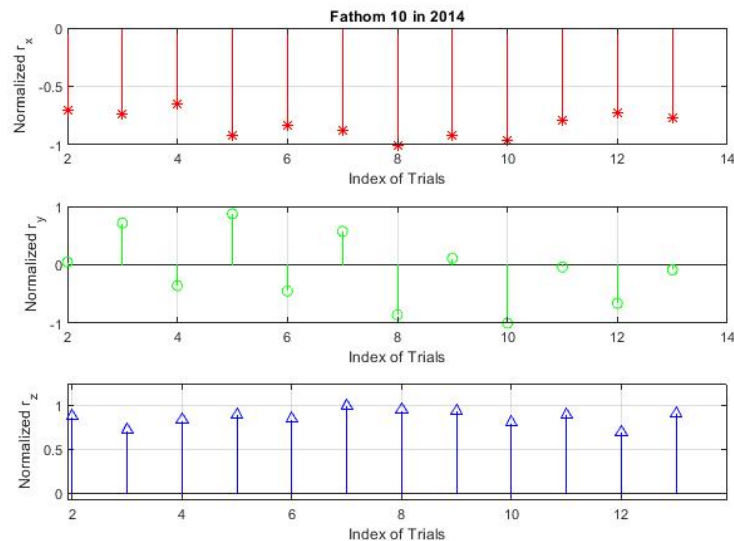 Fathom 10 in 2014
Normalized r_x
0
-0.5
-1
2 4 6 8 10 12 14
Index of Trials
Normalized r_y
1
0
-1
2 4 6 8 10 12 14
Index of Trials
Normalized r_z
1
0.5
0
2 4 6 8 10 12
Index of Trials